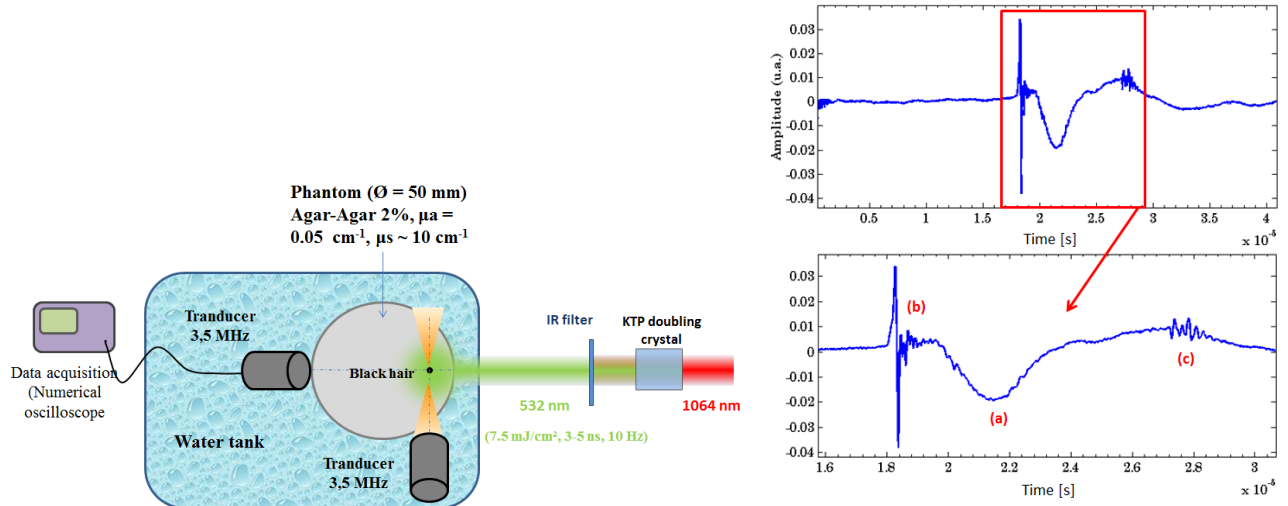 Phantom (Ø = 50 mm)
Agar-Agar 2%, µa =
0.05 cm⁻¹, µs ~ 10 cm⁻¹
Tranducer
3,5 MHz
Data acquisition
(Numerical
oscilloscope
Black hair
Water tank
Tranducer
3,5 MHz
IR filter
KTP doubling
crystal
532 nm
1064 nm
(7.5 mJ/cm², 3-5 ns, 10 Hz)
Amplitude (u.a.)
0.03
0.02
0.01
0
-0.01
-0.02
-0.03
-0.04
0.5 1 1.5 2 2.5 3 3.5 4
Time [s]
x 10⁻⁵
0.03
0.02
0.01
0
-0.01
-0.02
-0.03
-0.04
(b)
(a)
(c)
1.6 1.8 2 2.2 2.4 2.6 2.8 3
Time [s]
x 10⁻⁵